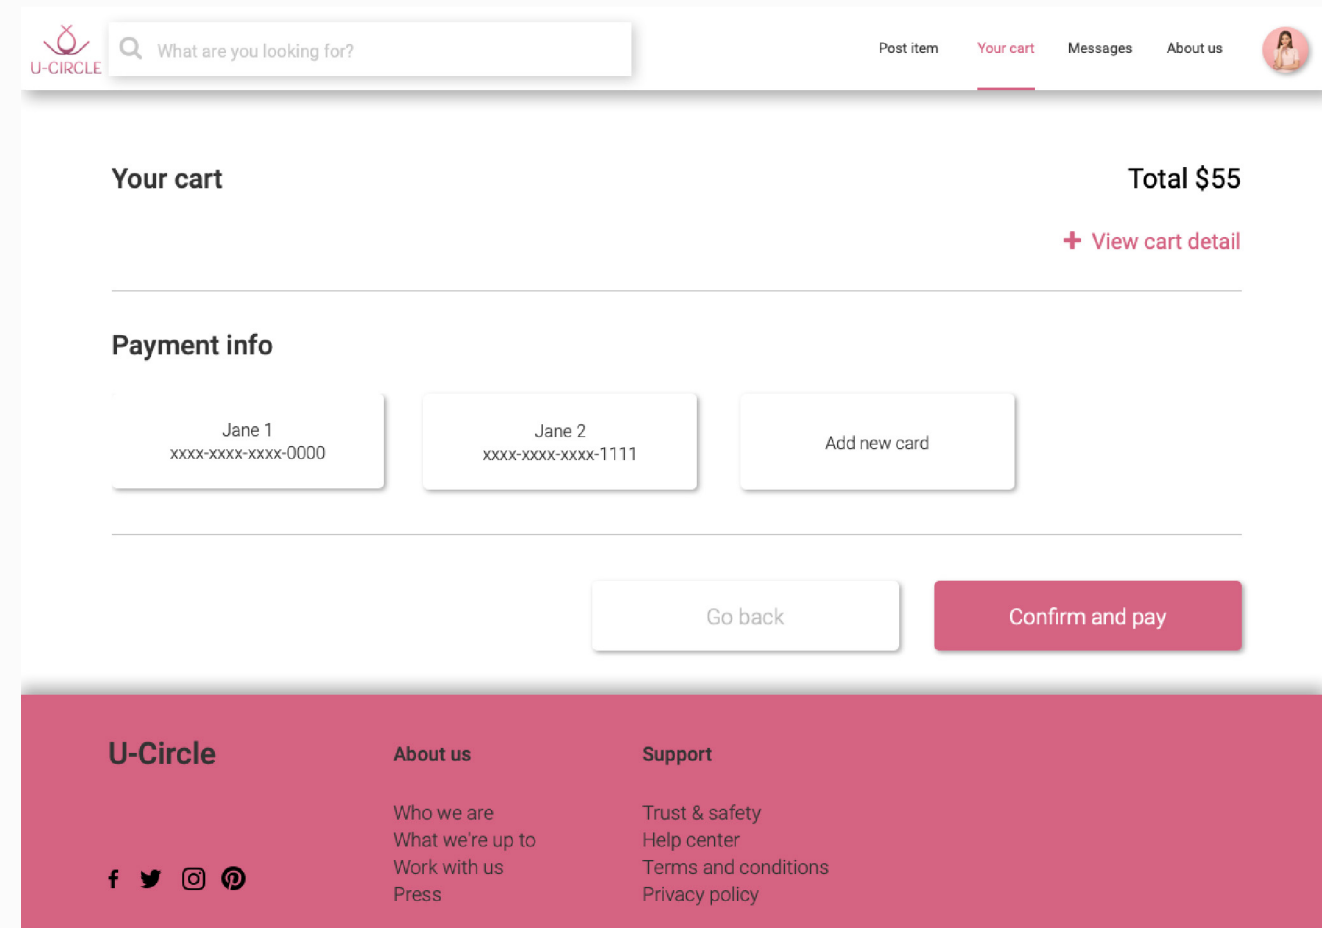 U-CIRCLE
What are you looking for?
Post item
Your cart
Messages
About us
Your cart
Total $55
+ View cart detail
Payment info
Jane 1
xxxx-xxxx-xxxx-0000
Jane 2
xxxx-xxxx-xxxx-1111
Add new card
Go back
Confirm and pay
U-Circle
About us
Who we are
What we're up to
Work with us
Press
Support
Trust & safety
Help center
Terms and conditions
Privacy policy